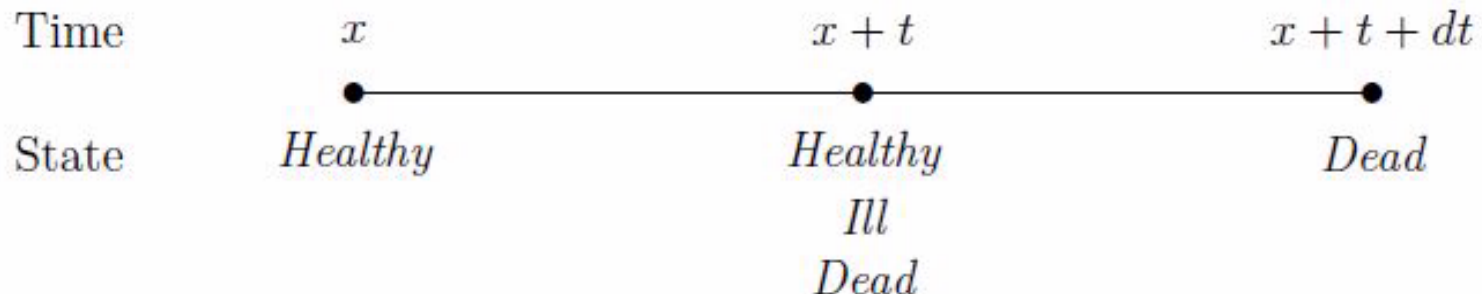 Time x x + t x + t + dt
State Healthy Healthy Dead
Ill
Dead